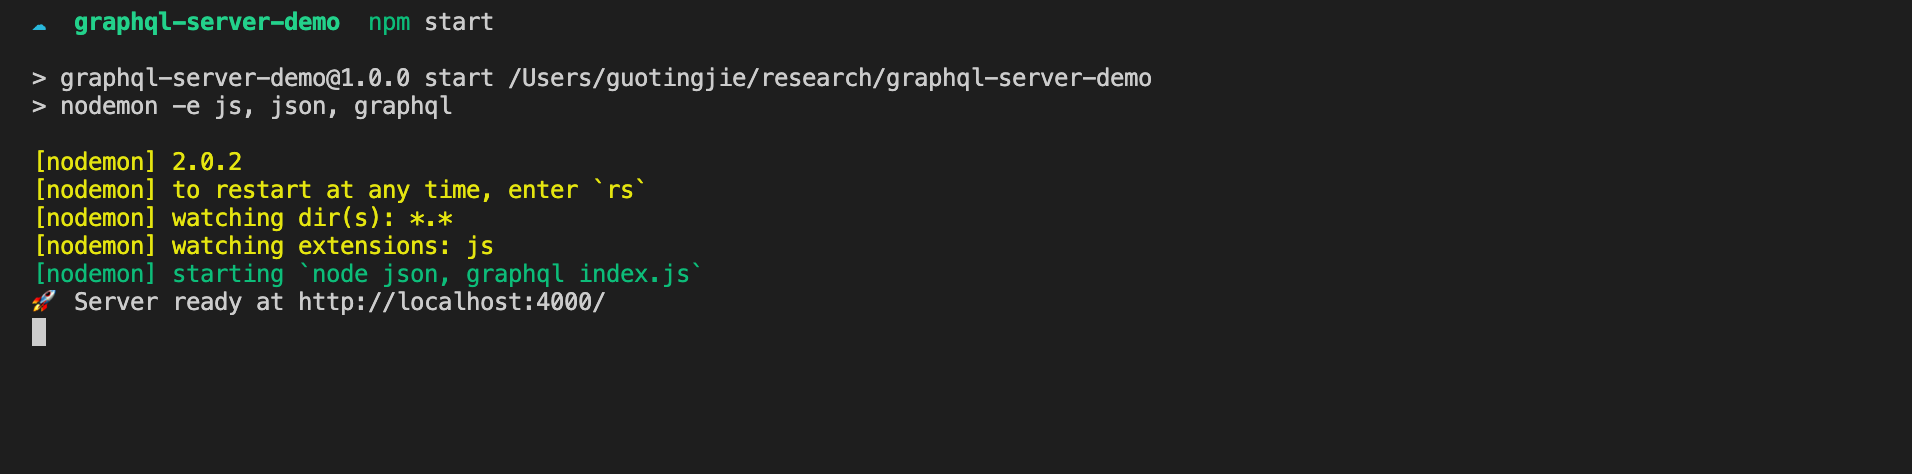 ☁ graphql-server-demo npm start
> graphql-server-demo@1.0.0 start /Users/guotingjie/research/graphql-server-demo
> nodemon -e js, json, graphql
[nodemon] 2.0.2
[nodemon] to restart at any time, enter `rs`
[nodemon] watching dir(s): *.*
[nodemon] watching extensions: js
[nodemon] starting `node json, graphql index.js`
🚀 Server ready at http://localhost:4000/